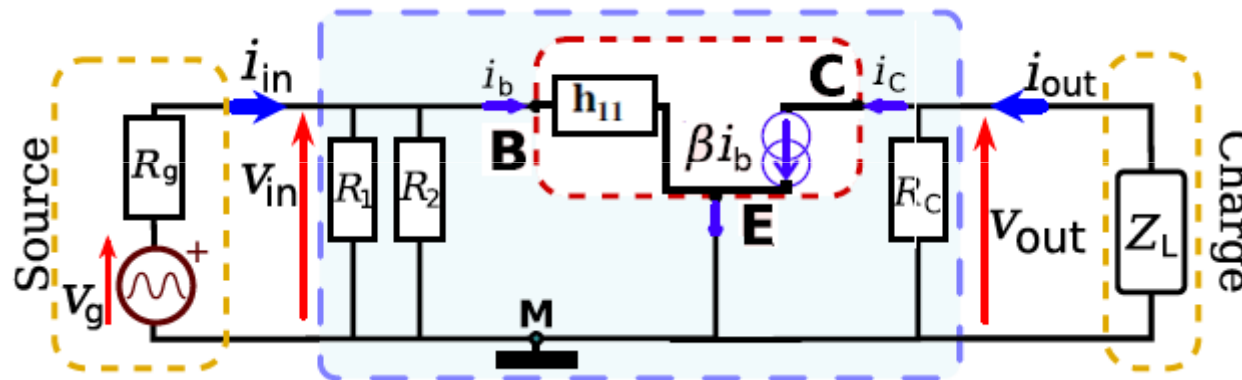 Source
v_g
R_g
+
i_in
v_in
R_1
R_2
i_b
B
h_11
βi_b
E
C
i_C
R_C
M
i_out
v_out
Z_L
Charge